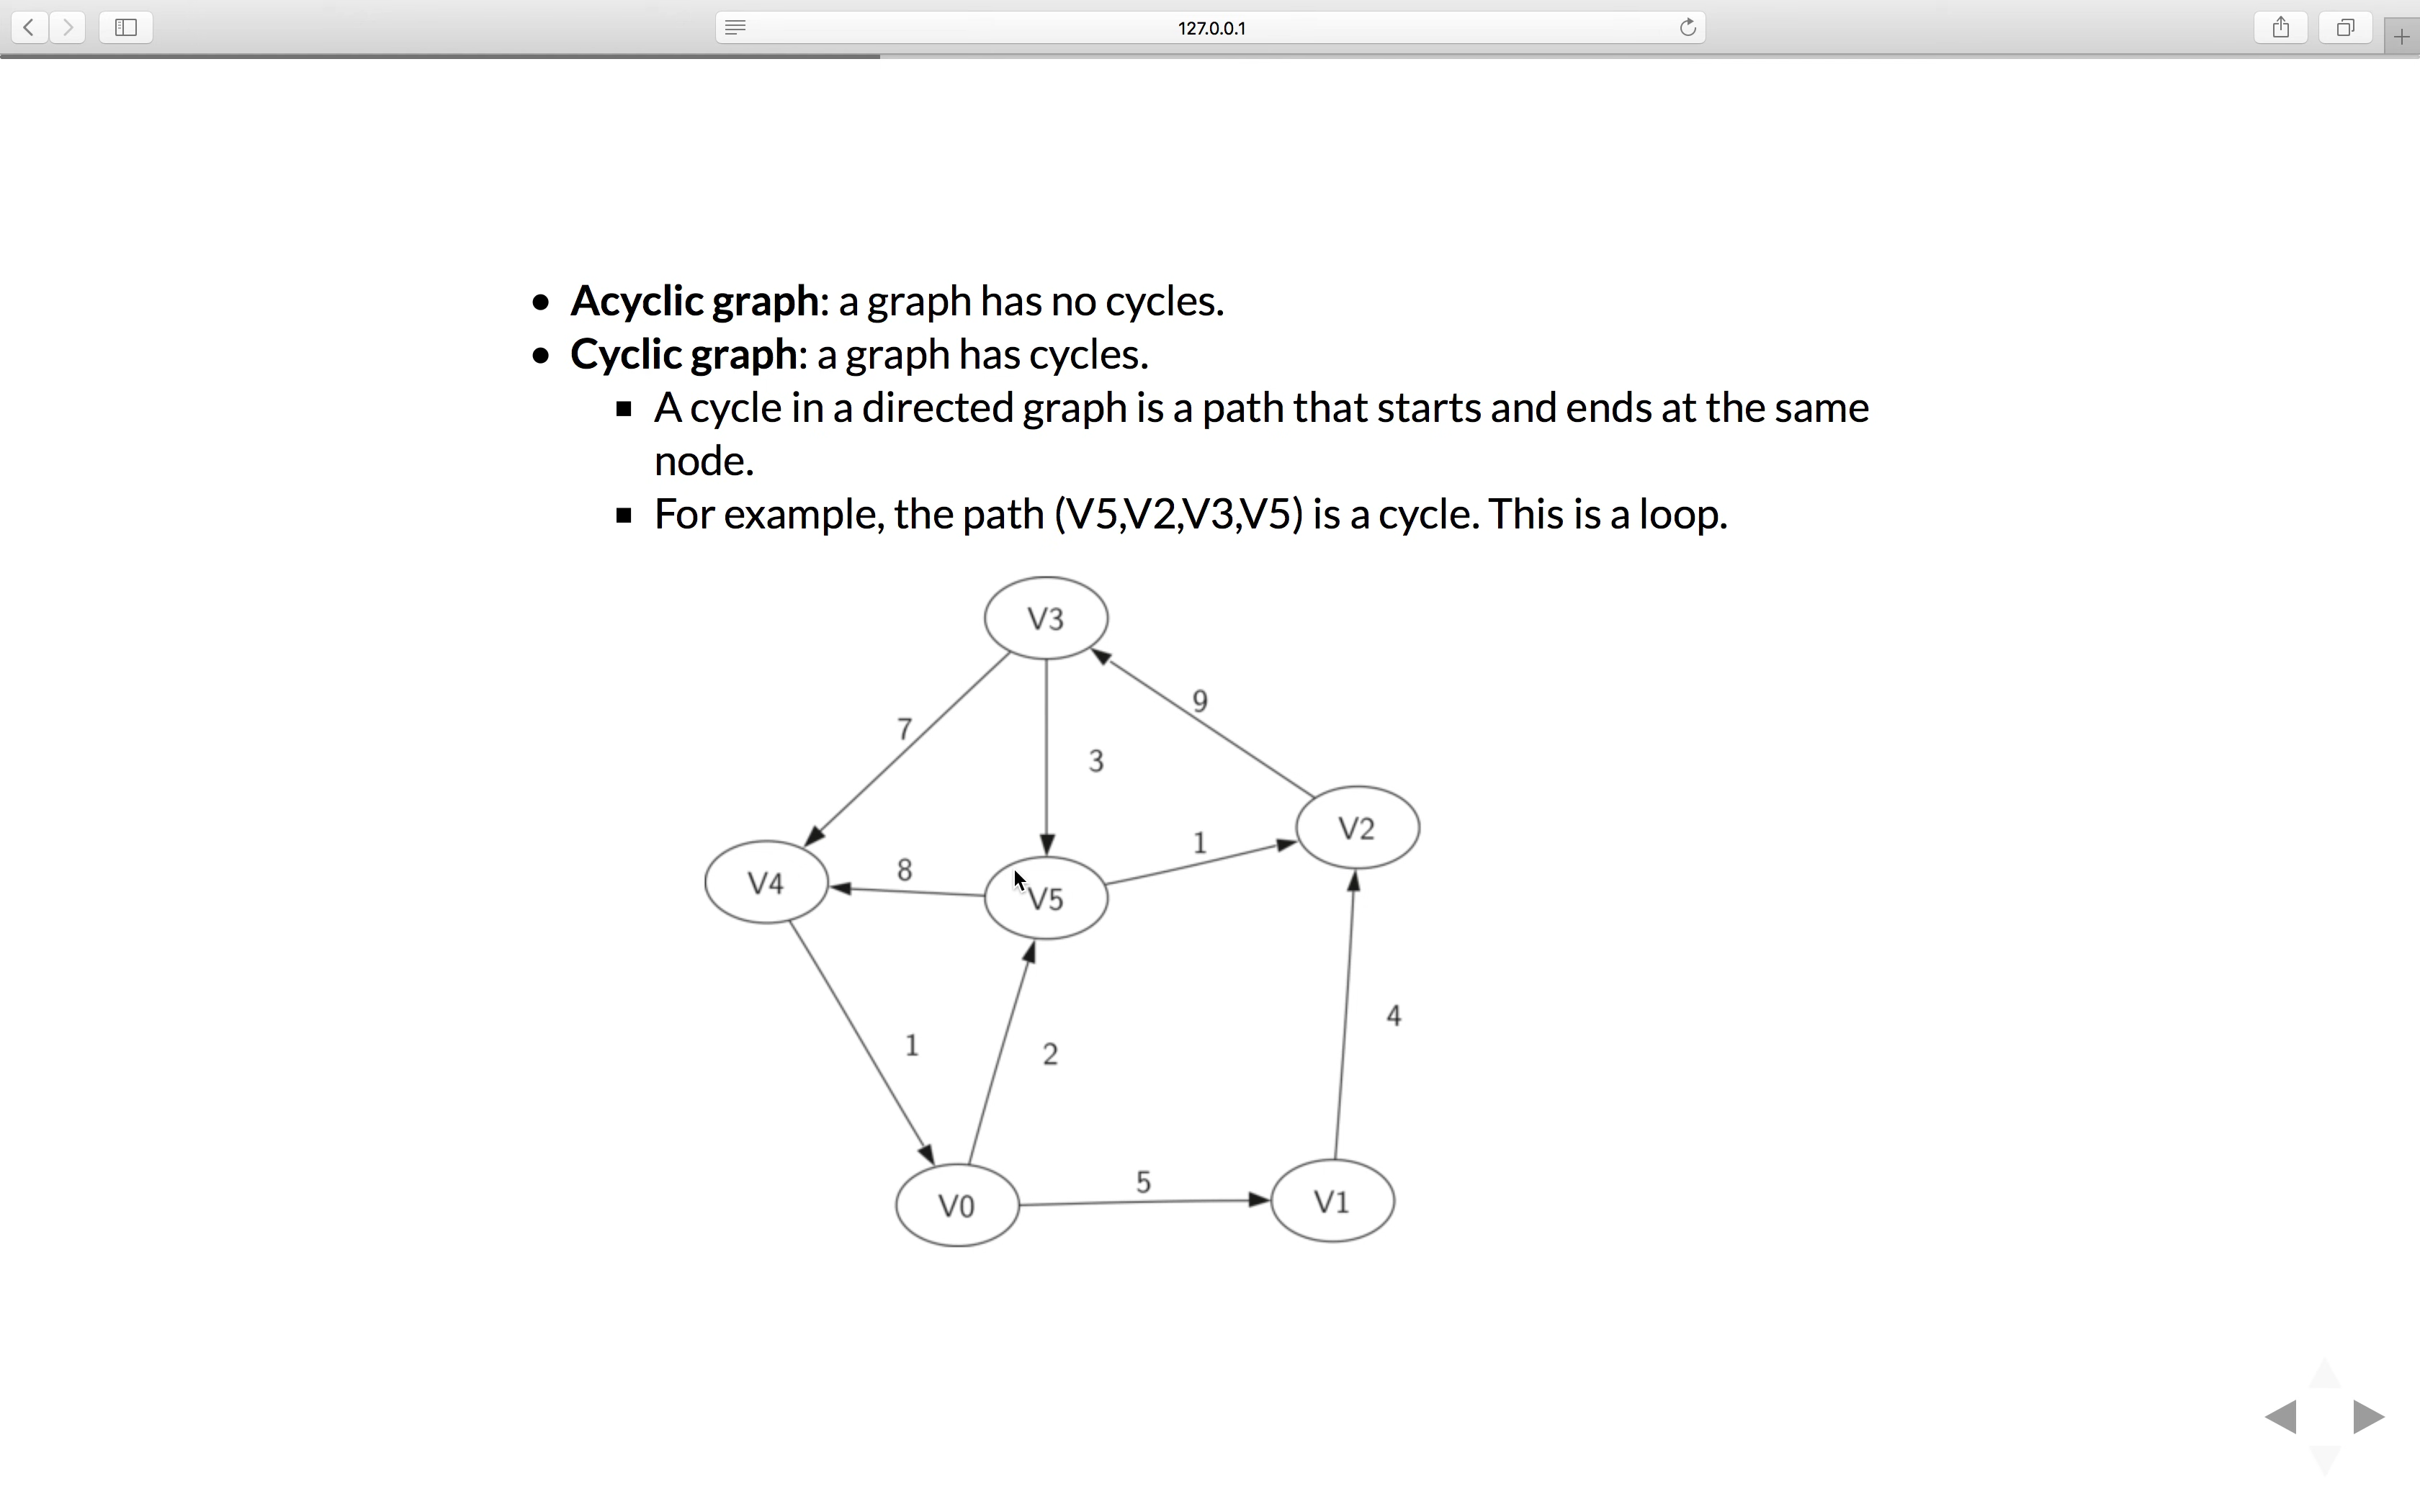 127.0.0.1
• Acyclic graph: a graph has no cycles.
• Cyclic graph: a graph has cycles.
▪ A cycle in a directed graph is a path that starts and ends at the same
node.
▪ For example, the path (V5,V2,V3,V5) is a cycle. This is a loop.
V3
9
7
3
V2
1
8
V4
V5
4
1
2
5
V0
V1